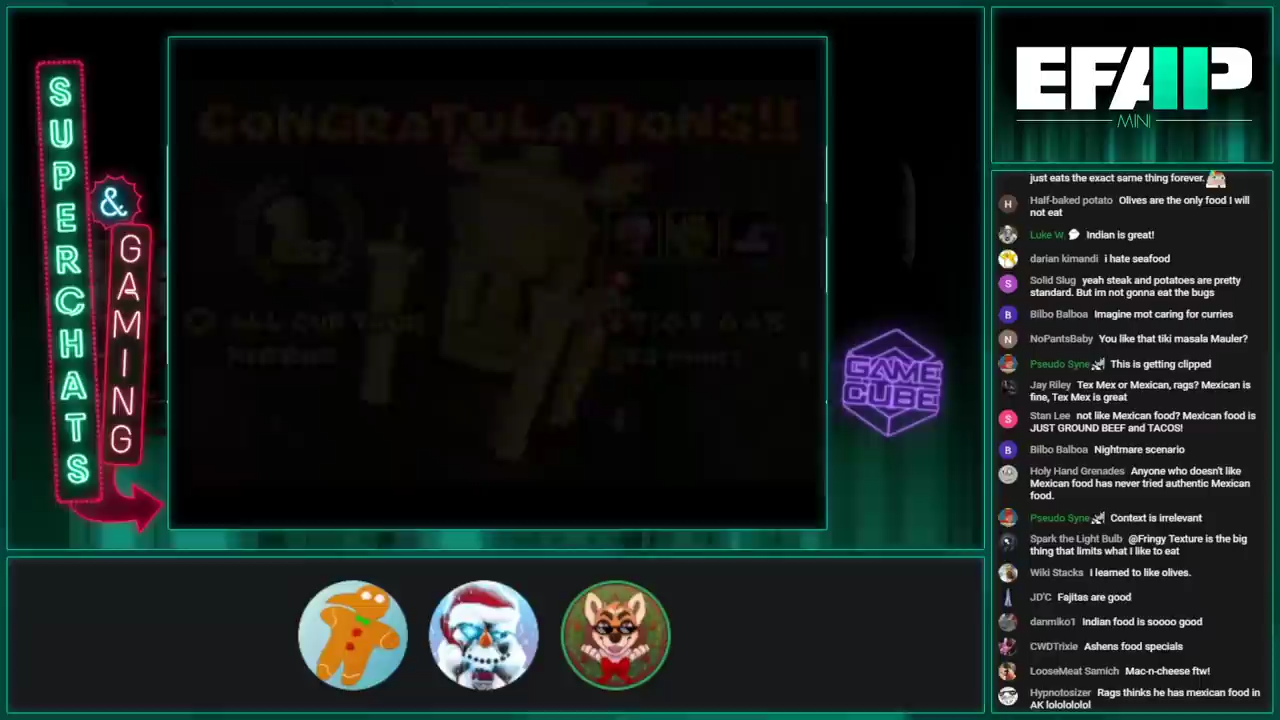 SUPERCHATS
&
GAMING
CONGRATULATIONS!!
GAME
CUBE
EFAP
MINI
just eats the exact same thing forever.
Half-baked potato Olives are the only food I will
not eat
Luke W. Indian is great!
darian kimandi i hate seafood
Solid Slug yeah steak and potatoes are pretty
standard. But im not gonna eat the bugs
Bilbo Balboa Imagine mot caring for curries
NoPantsBaby You like that tiki masala Mauler?
Pseudo Syne This is getting clipped
Jay Riley Tex Mex or Mexican, rags? Mexican is
fine, Tex Mex is great
Stan Lee not like Mexican food? Mexican food is
JUST GROUND BEEF and TACOS!
Bilbo Balboa Nightmare scenario
Holy Hand Grenades Anyone who doesn't like
Mexican food has never tried authentic Mexican
food.
Pseudo Syne Context is irrelevant
Spark the Light Bulb @Fringy Texture is the big
thing that limits what I like to eat
Wiki Stacks I learned to like olives.
JD'C Fajitas are good
danmiko1 Indian food is soooo good
CWDTrixie Ashens food specials
LooseMeat Samich Mac-n-cheese ftw!
Hypnotosizer Rags thinks he has mexican food in
AK lolololol